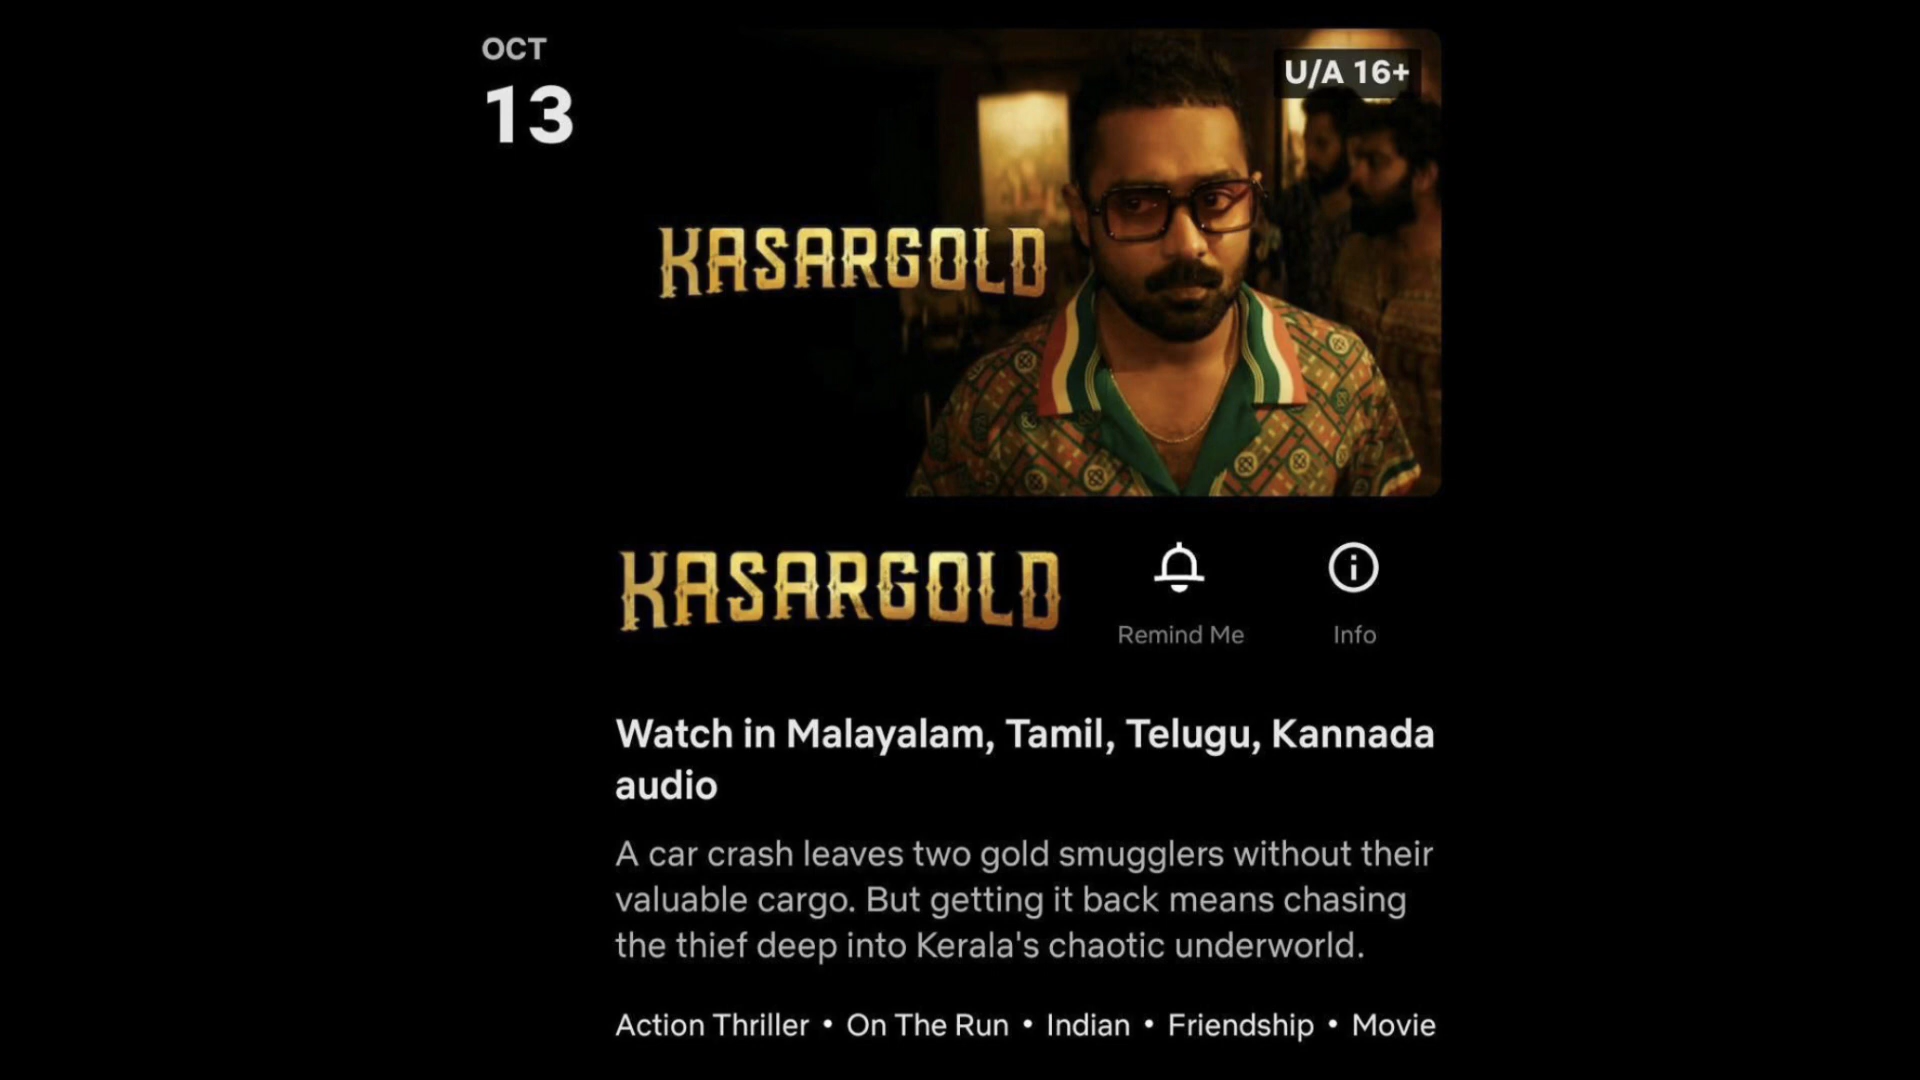 OCT
13
U/A 16+
KASARGOLD
KASARGOLD
Remind Me
Info
Watch in Malayalam, Tamil, Telugu, Kannada
audio
A car crash leaves two gold smugglers without their
valuable cargo. But getting it back means chasing
the thief deep into Kerala's chaotic underworld.
Action Thriller • On The Run • Indian • Friendship • Movie